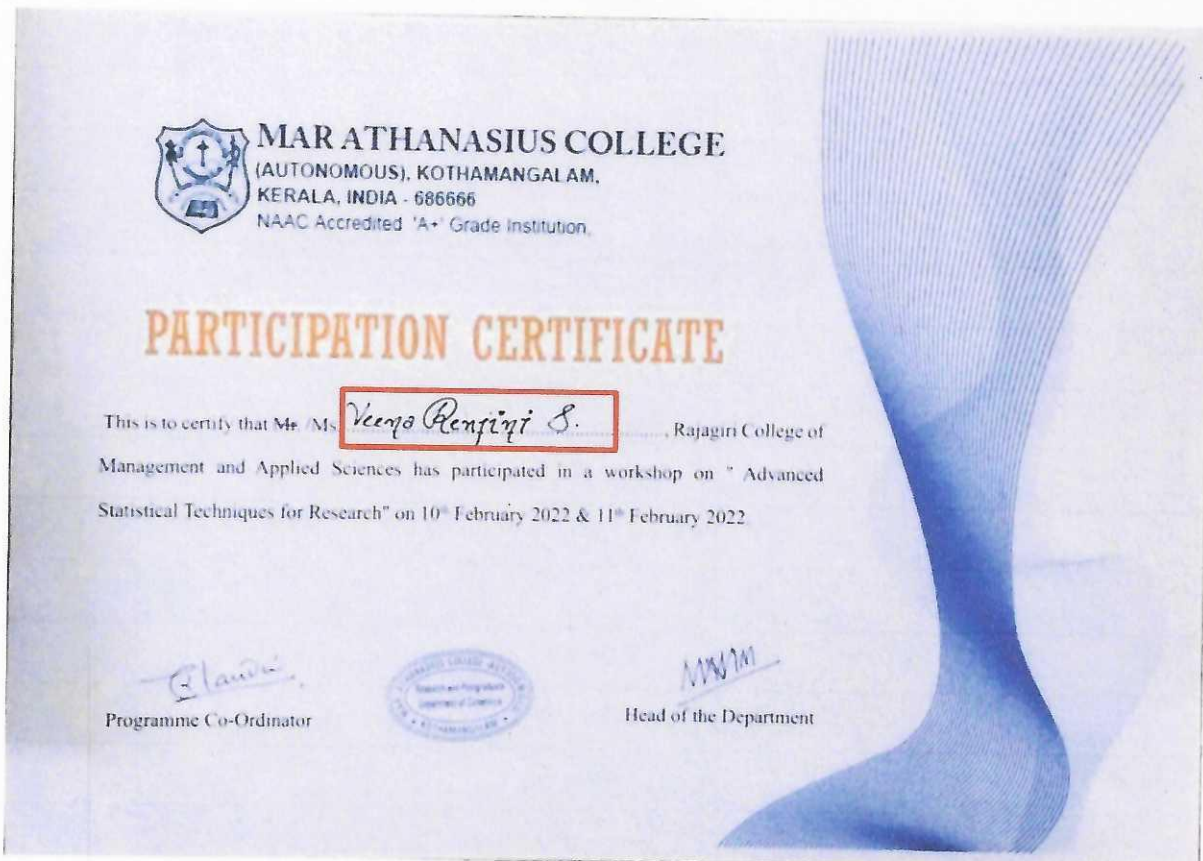 MAR ATHANASIUS COLLEGE
(AUTONOMOUS), KOTHAMANGALAM,
KERALA, INDIA - 686666
NAAC Accredited 'A+' Grade Institution.
PARTICIPATION CERTIFICATE
This is to certify that Mr /Ms. Veena Renjini S. , Rajagiri College of
Management and Applied Sciences has participated in a workshop on " Advanced
Statistical Techniques for Research" on 10th February 2022 & 11th February 2022.
Programme Co-Ordinator
Head of the Department